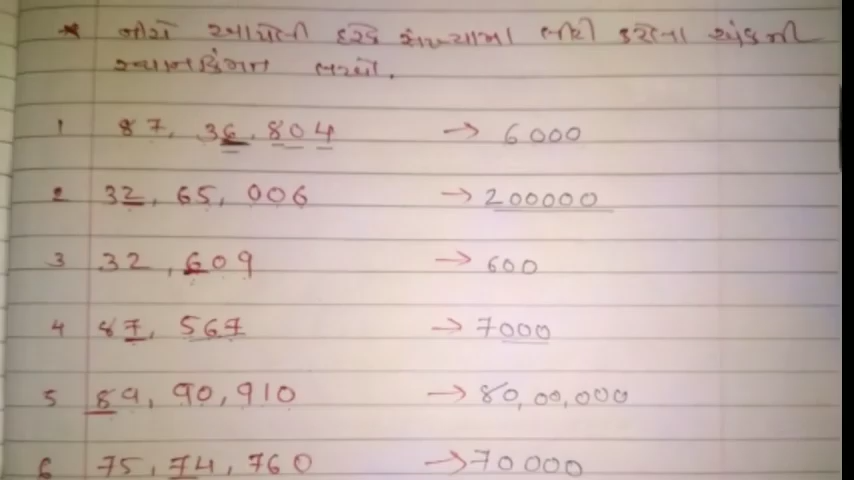 * નીચે આપેલી દરેક સંખ્યામાં લીટી કરેલા અંકની
સ્થાનકિંમત લખો.
1 87, 36,804 → 6000
2 32, 65, 006 → 200000
3 32,609 → 600
4 87, 567 → 7000
5 89, 90,910 → 80,00,000
6 75,74,760 → 70000